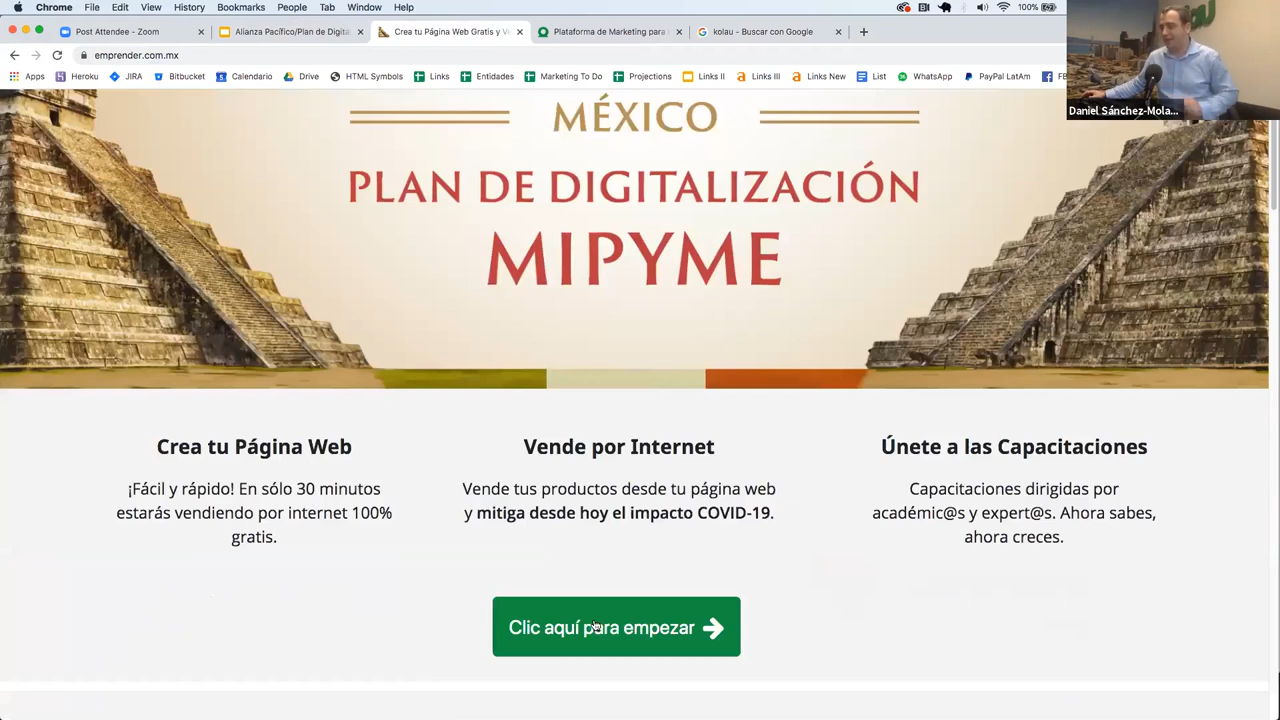 Chrome File Edit View History Bookmarks People Tab Window Help 100%
Post Attendee - Zoom
Alianza Pacífico/Plan de Digita
Crea tu Página Web Gratis y V
Plataforma de Marketing para
kolau - Buscar con Google
emprender.com.mx
Apps Heroku JIRA Bitbucket Calendario Drive HTML Symbols Links Entidades Marketing To Do Projections Links II Links III Links New List WhatsApp PayPal LatAm FB
Daniel Sánchez-Mola...
MÉXICO
PLAN DE DIGITALIZACIÓN
MIPYME
Crea tu Página Web
¡Fácil y rápido! En sólo 30 minutos
estarás vendiendo por internet 100%
gratis.
Vende por Internet
Vende tus productos desde tu página web
y mitiga desde hoy el impacto COVID-19.
Únete a las Capacitaciones
Capacitaciones dirigidas por
académic@s y expert@s. Ahora sabes,
ahora creces.
Clic aquí para empezar